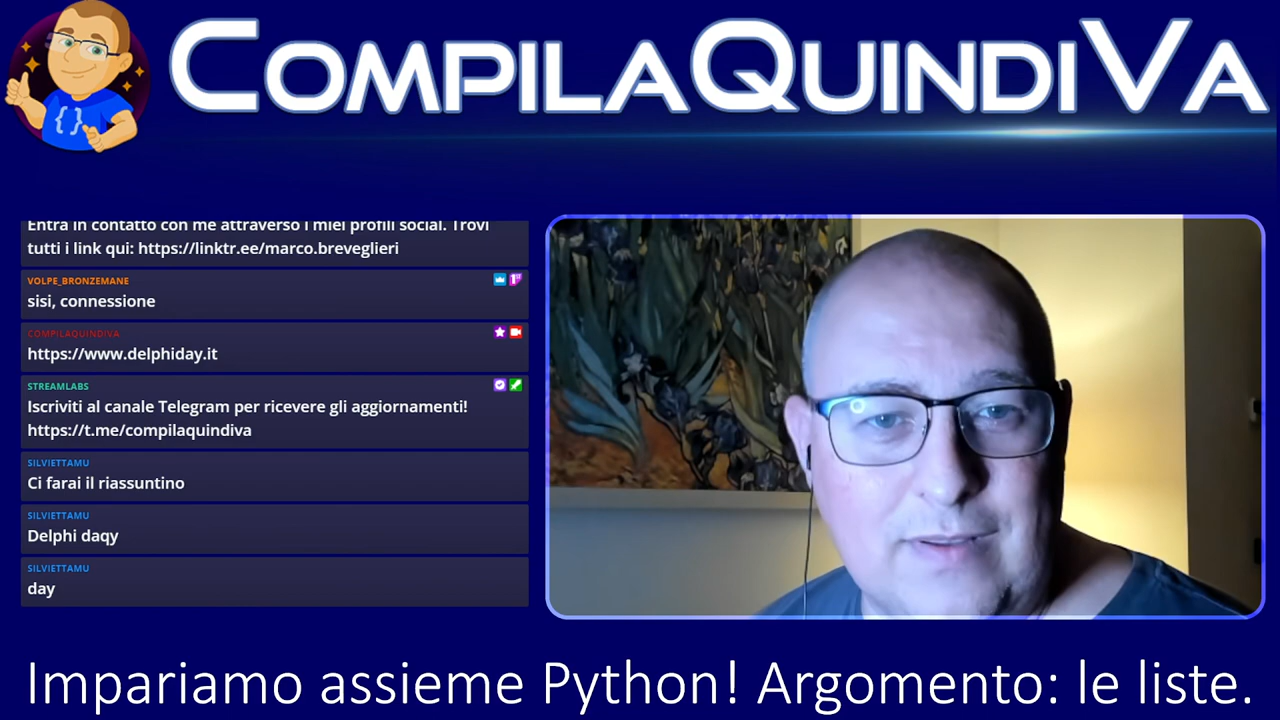 COMPILAQUINDIVA
{ }
Entra in contatto con me attraverso i miei profili social. Trovi
tutti i link qui: https://linktr.ee/marco.breveglieri
VOLPE_BRONZEMANE
sisi, connessione
COMPILAQUINDIVA
https://www.delphiday.it
STREAMLABS
Iscriviti al canale Telegram per ricevere gli aggiornamenti!
https://t.me/compilaquindiva
SILVIETTAMU
Ci farai il riassuntino
SILVIETTAMU
Delphi daqy
SILVIETTAMU
day
Impariamo assieme Python! Argomento: le liste.